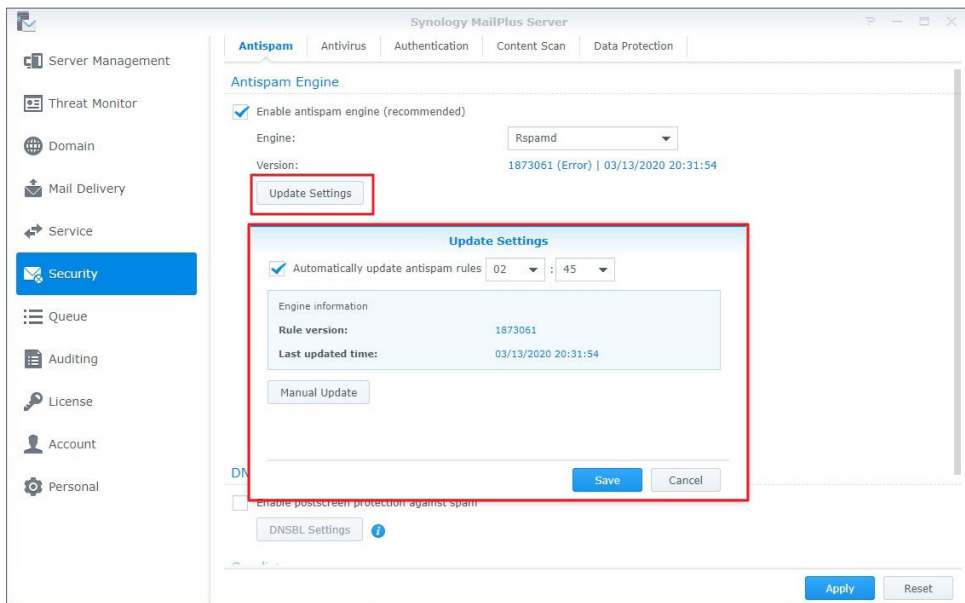 Synology MailPlus Server
Server Management
Threat Monitor
Domain
Mail Delivery
Service
Security
Queue
Auditing
License
Account
Personal
Antispam Antivirus Authentication Content Scan Data Protection
Antispam Engine
Enable antispam engine (recommended)
Engine: Rspamd
Version: 1873061 (Error) | 03/13/2020 20:31:54
Update Settings
Update Settings
Automatically update antispam rules 02 : 45
Engine information
Rule version: 1873061
Last updated time: 03/13/2020 20:31:54
Manual Update
Save Cancel
DN
Enable postscreen protection against spam
DNSBL Settings
Apply Reset